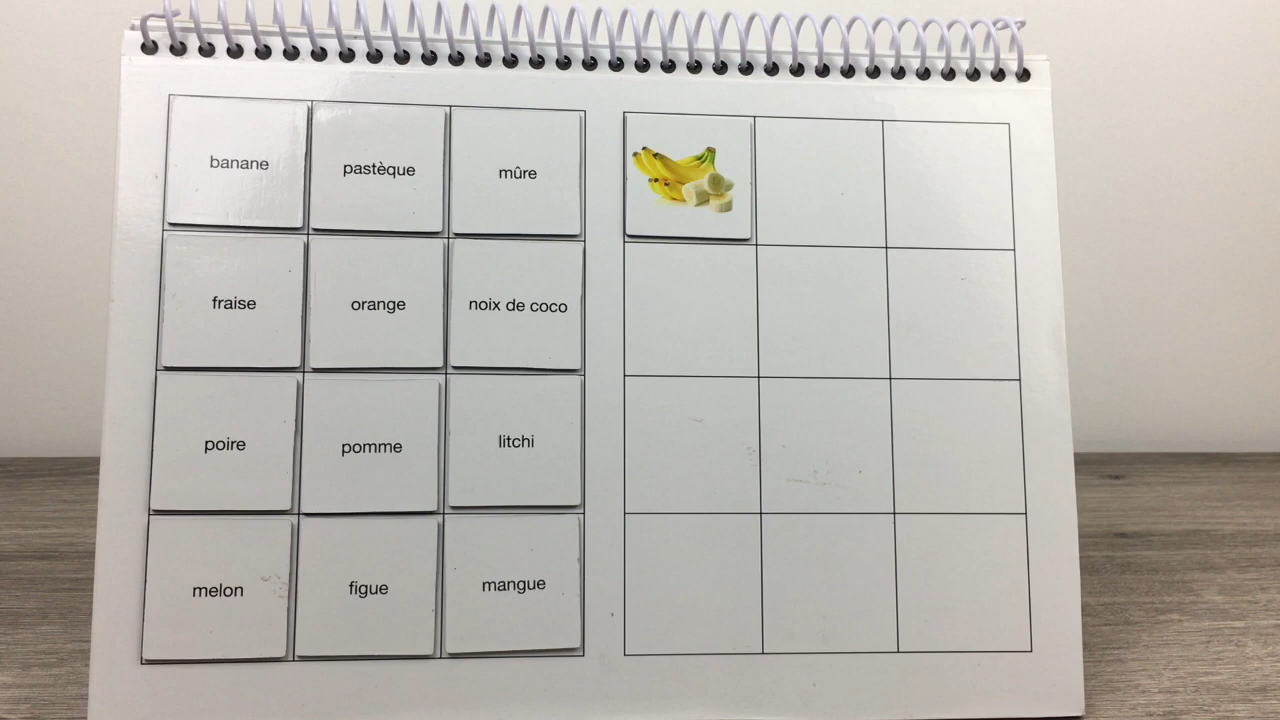 banane
pastèque
mûre
fraise
orange
noix de coco
poire
pomme
litchi
melon
figue
mangue